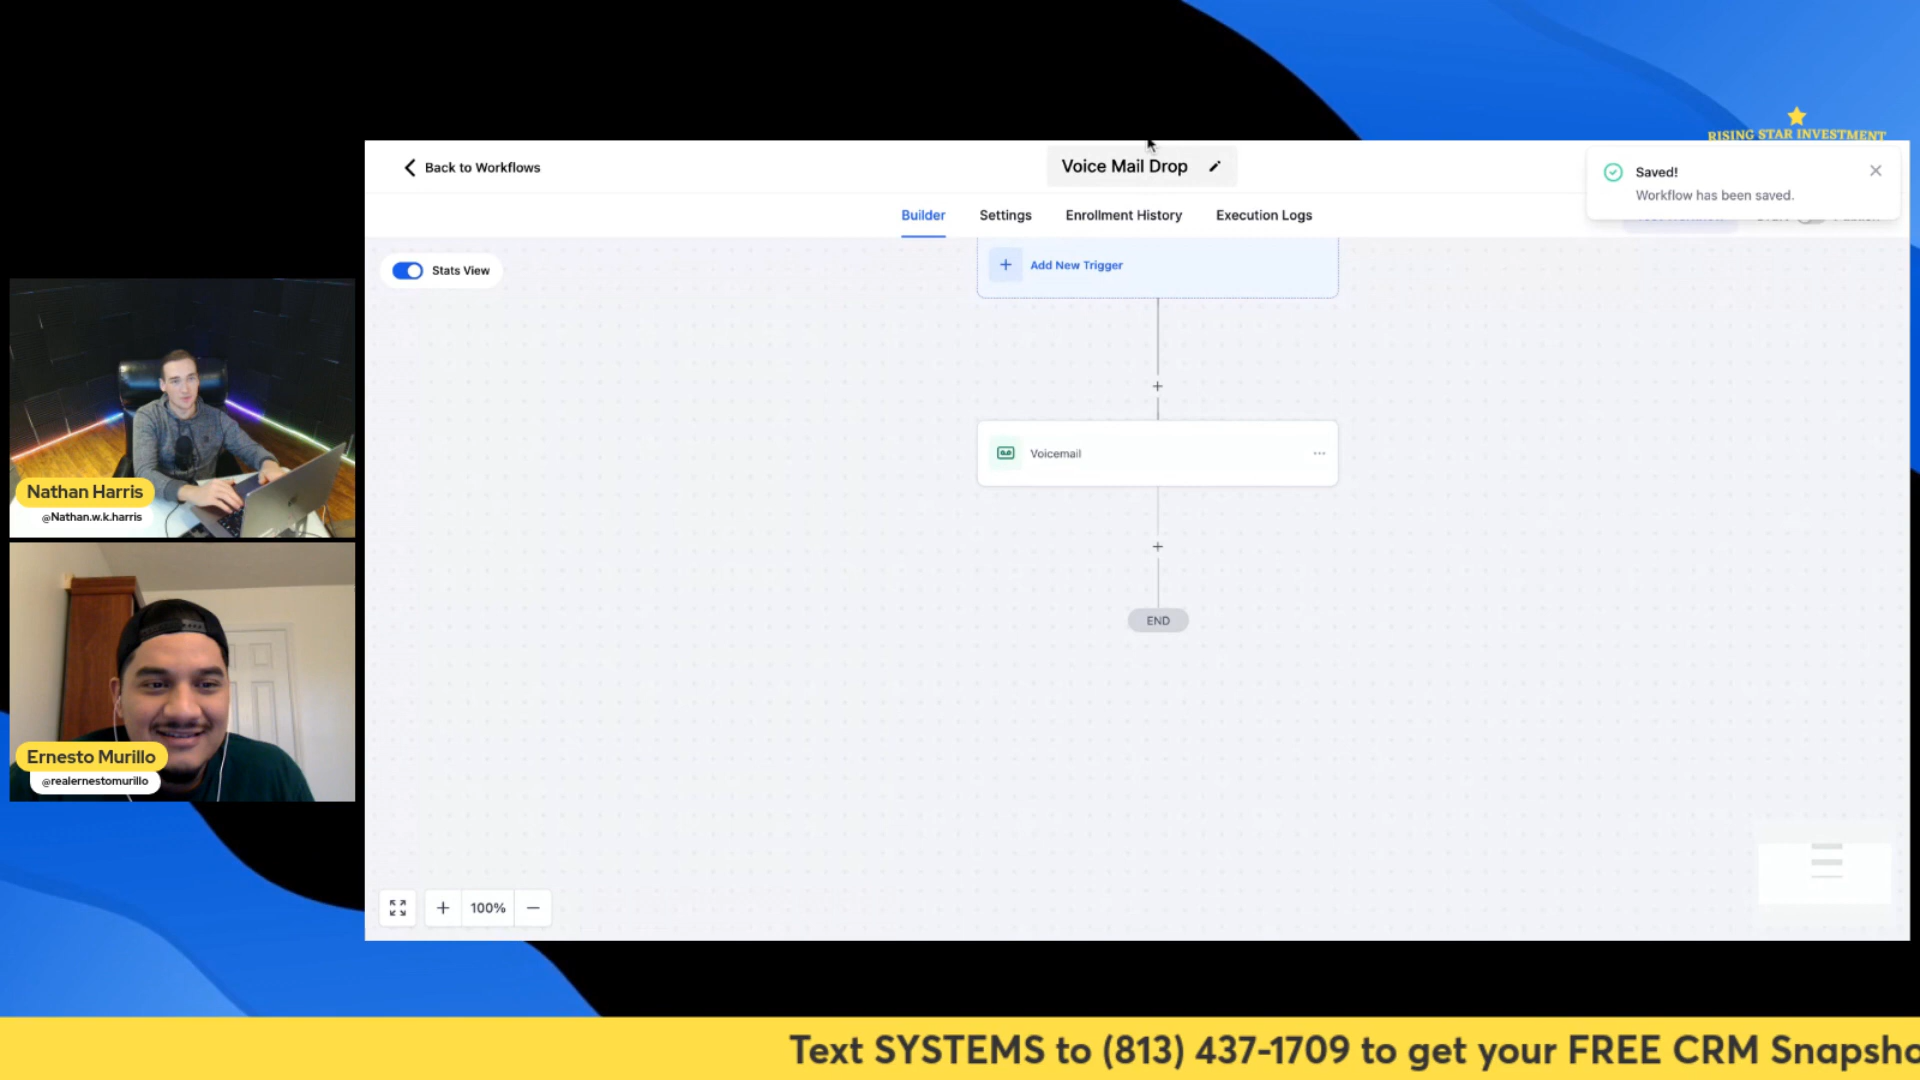 RISING STAR INVESTMENT
Back to Workflows
Voice Mail Drop
Saved!
Workflow has been saved.
Builder
Settings
Enrollment History
Execution Logs
Stats View
Add New Trigger
Voicemail
END
Nathan Harris
@Nathan.w.k.harris
Ernesto Murillo
@realernestomurillo
100%
Text SYSTEMS to (813) 437-1709 to get your FREE CRM Snapsho